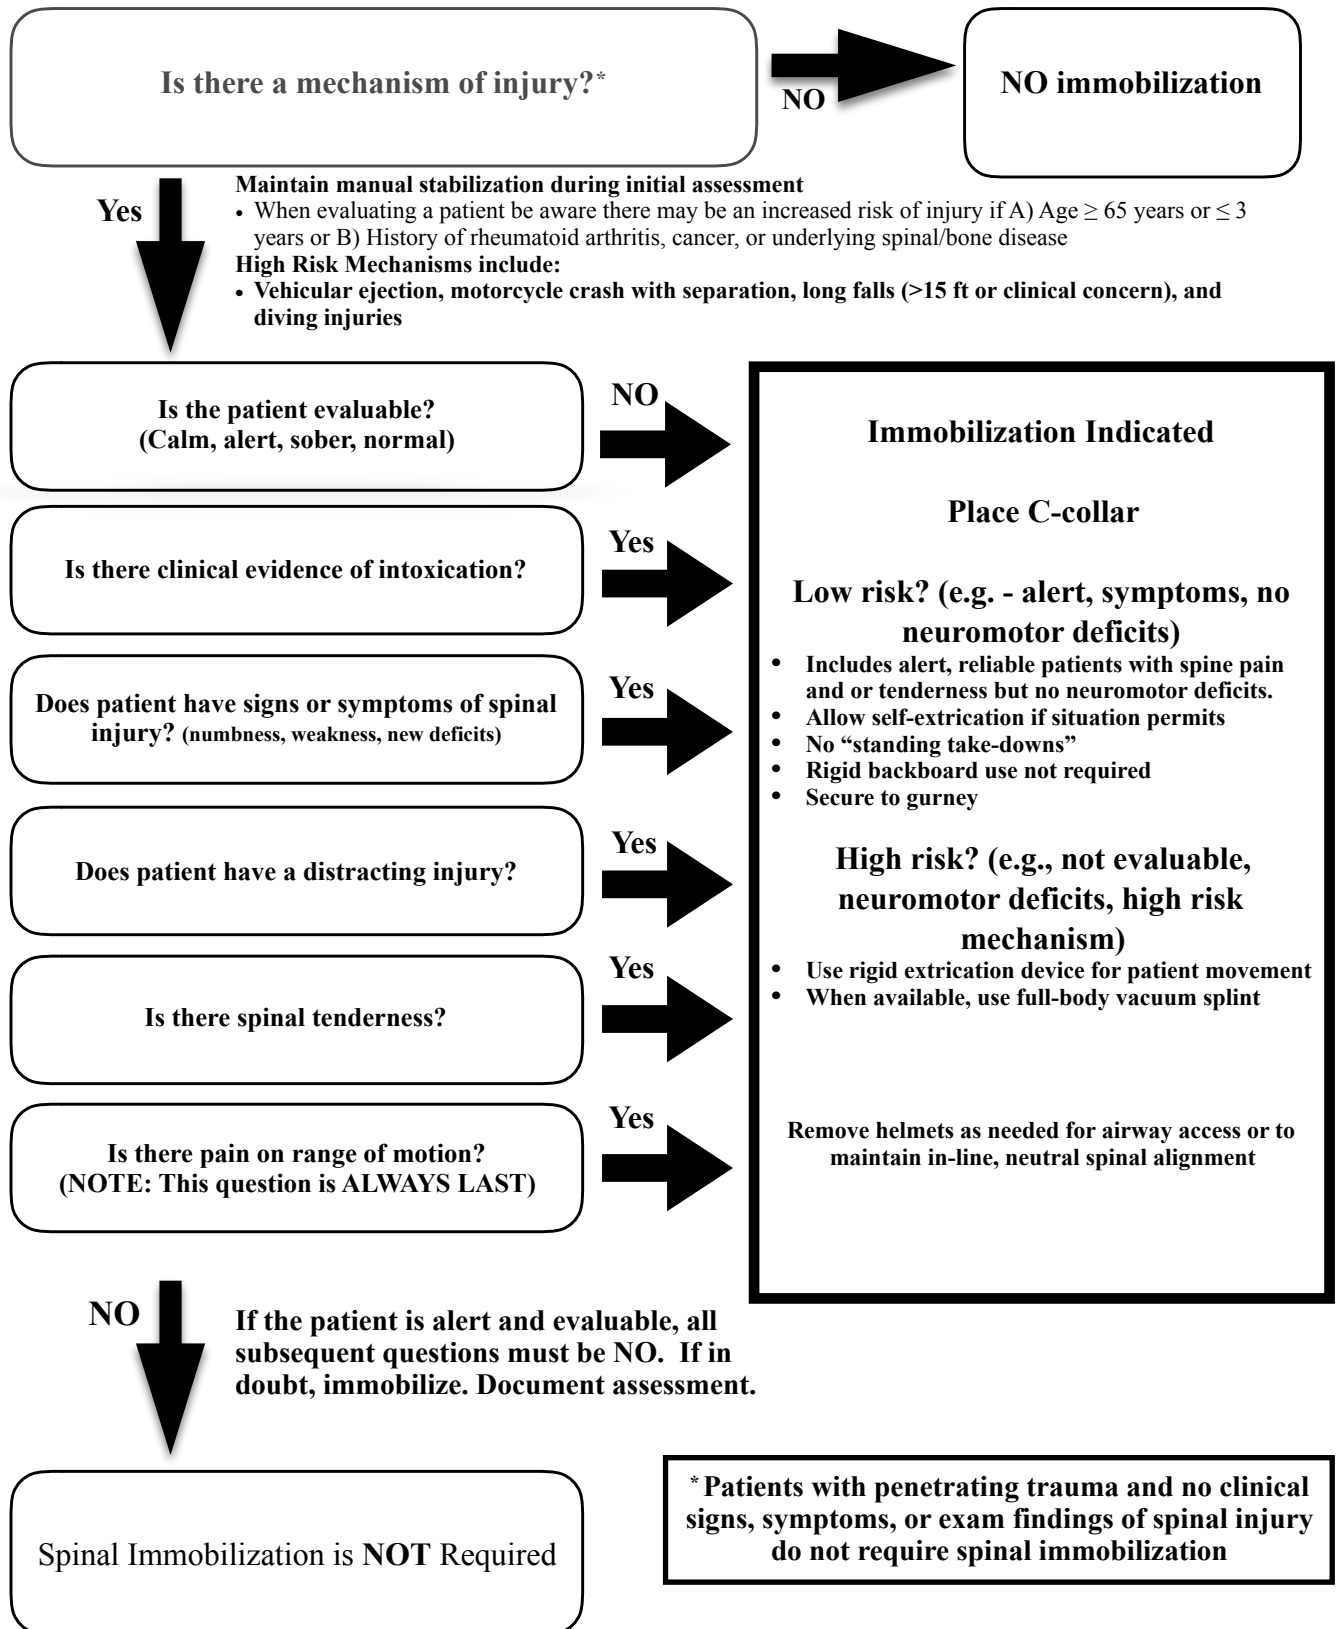 Is there a mechanism of injury?*
NO
NO immobilization
Yes
Maintain manual stabilization during initial assessment
• When evaluating a patient be aware there may be an increased risk of injury if A) Age ≥ 65 years or ≤ 3
years or B) History of rheumatoid arthritis, cancer, or underlying spinal/bone disease
High Risk Mechanisms include:
• Vehicular ejection, motorcycle crash with separation, long falls (>15 ft or clinical concern), and
diving injuries
Is the patient evaluable?
(Calm, alert, sober, normal)
NO
Is there clinical evidence of intoxication?
Yes
Does patient have signs or symptoms of spinal
injury? (numbness, weakness, new deficits)
Yes
Does patient have a distracting injury?
Yes
Is there spinal tenderness?
Yes
Is there pain on range of motion?
(NOTE: This question is ALWAYS LAST)
Yes
Immobilization Indicated
Place C-collar
Low risk? (e.g. - alert, symptoms, no
neuromotor deficits)
• Includes alert, reliable patients with spine pain
and or tenderness but no neuromotor deficits.
• Allow self-extrication if situation permits
• No “standing take-downs”
• Rigid backboard use not required
• Secure to gurney
High risk? (e.g., not evaluable,
neuromotor deficits, high risk
mechanism)
• Use rigid extrication device for patient movement
• When available, use full-body vacuum splint
Remove helmets as needed for airway access or to
maintain in-line, neutral spinal alignment
NO
If the patient is alert and evaluable, all
subsequent questions must be NO. If in
doubt, immobilize. Document assessment.
Spinal Immobilization is NOT Required
*Patients with penetrating trauma and no clinical
signs, symptoms, or exam findings of spinal injury
do not require spinal immobilization